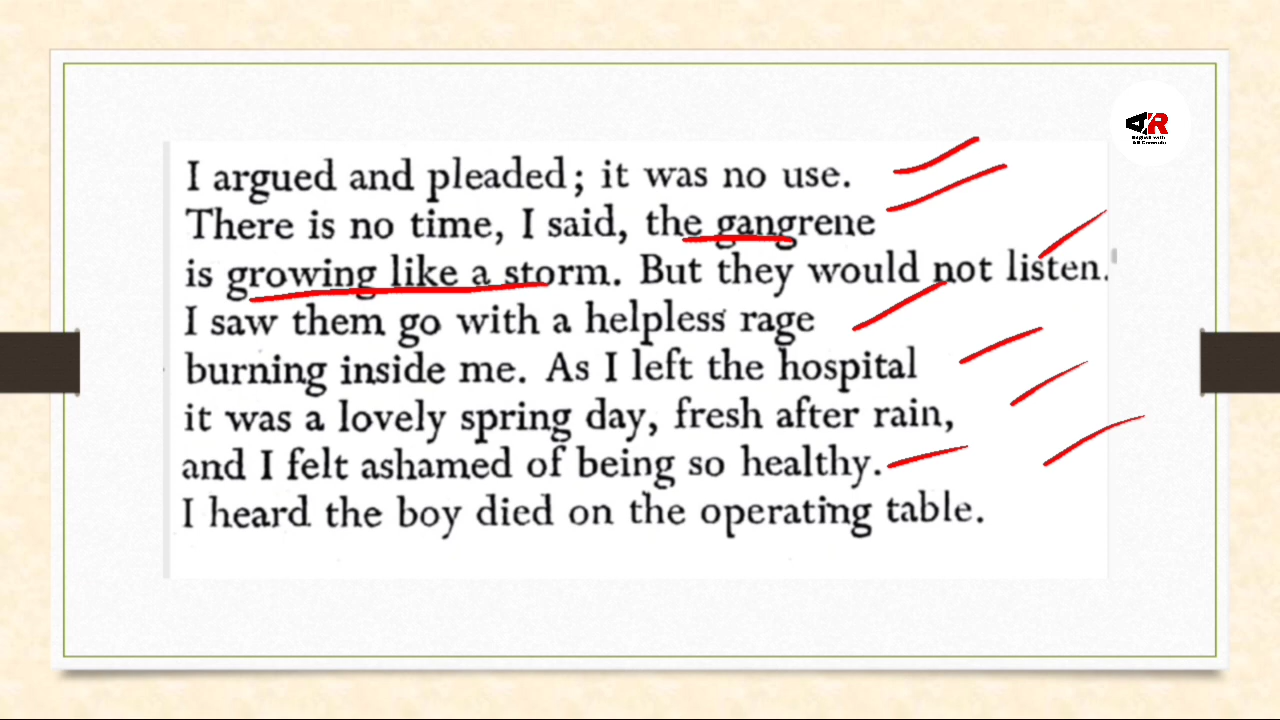 AR
English with
I argued and pleaded; it was no use.
There is no time, I said, the gangrene
is growing like a storm. But they would not listen.
I saw them go with a helpless rage
burning inside me. As I left the hospital
it was a lovely spring day, fresh after rain,
and I felt ashamed of being so healthy.
I heard the boy died on the operating table.